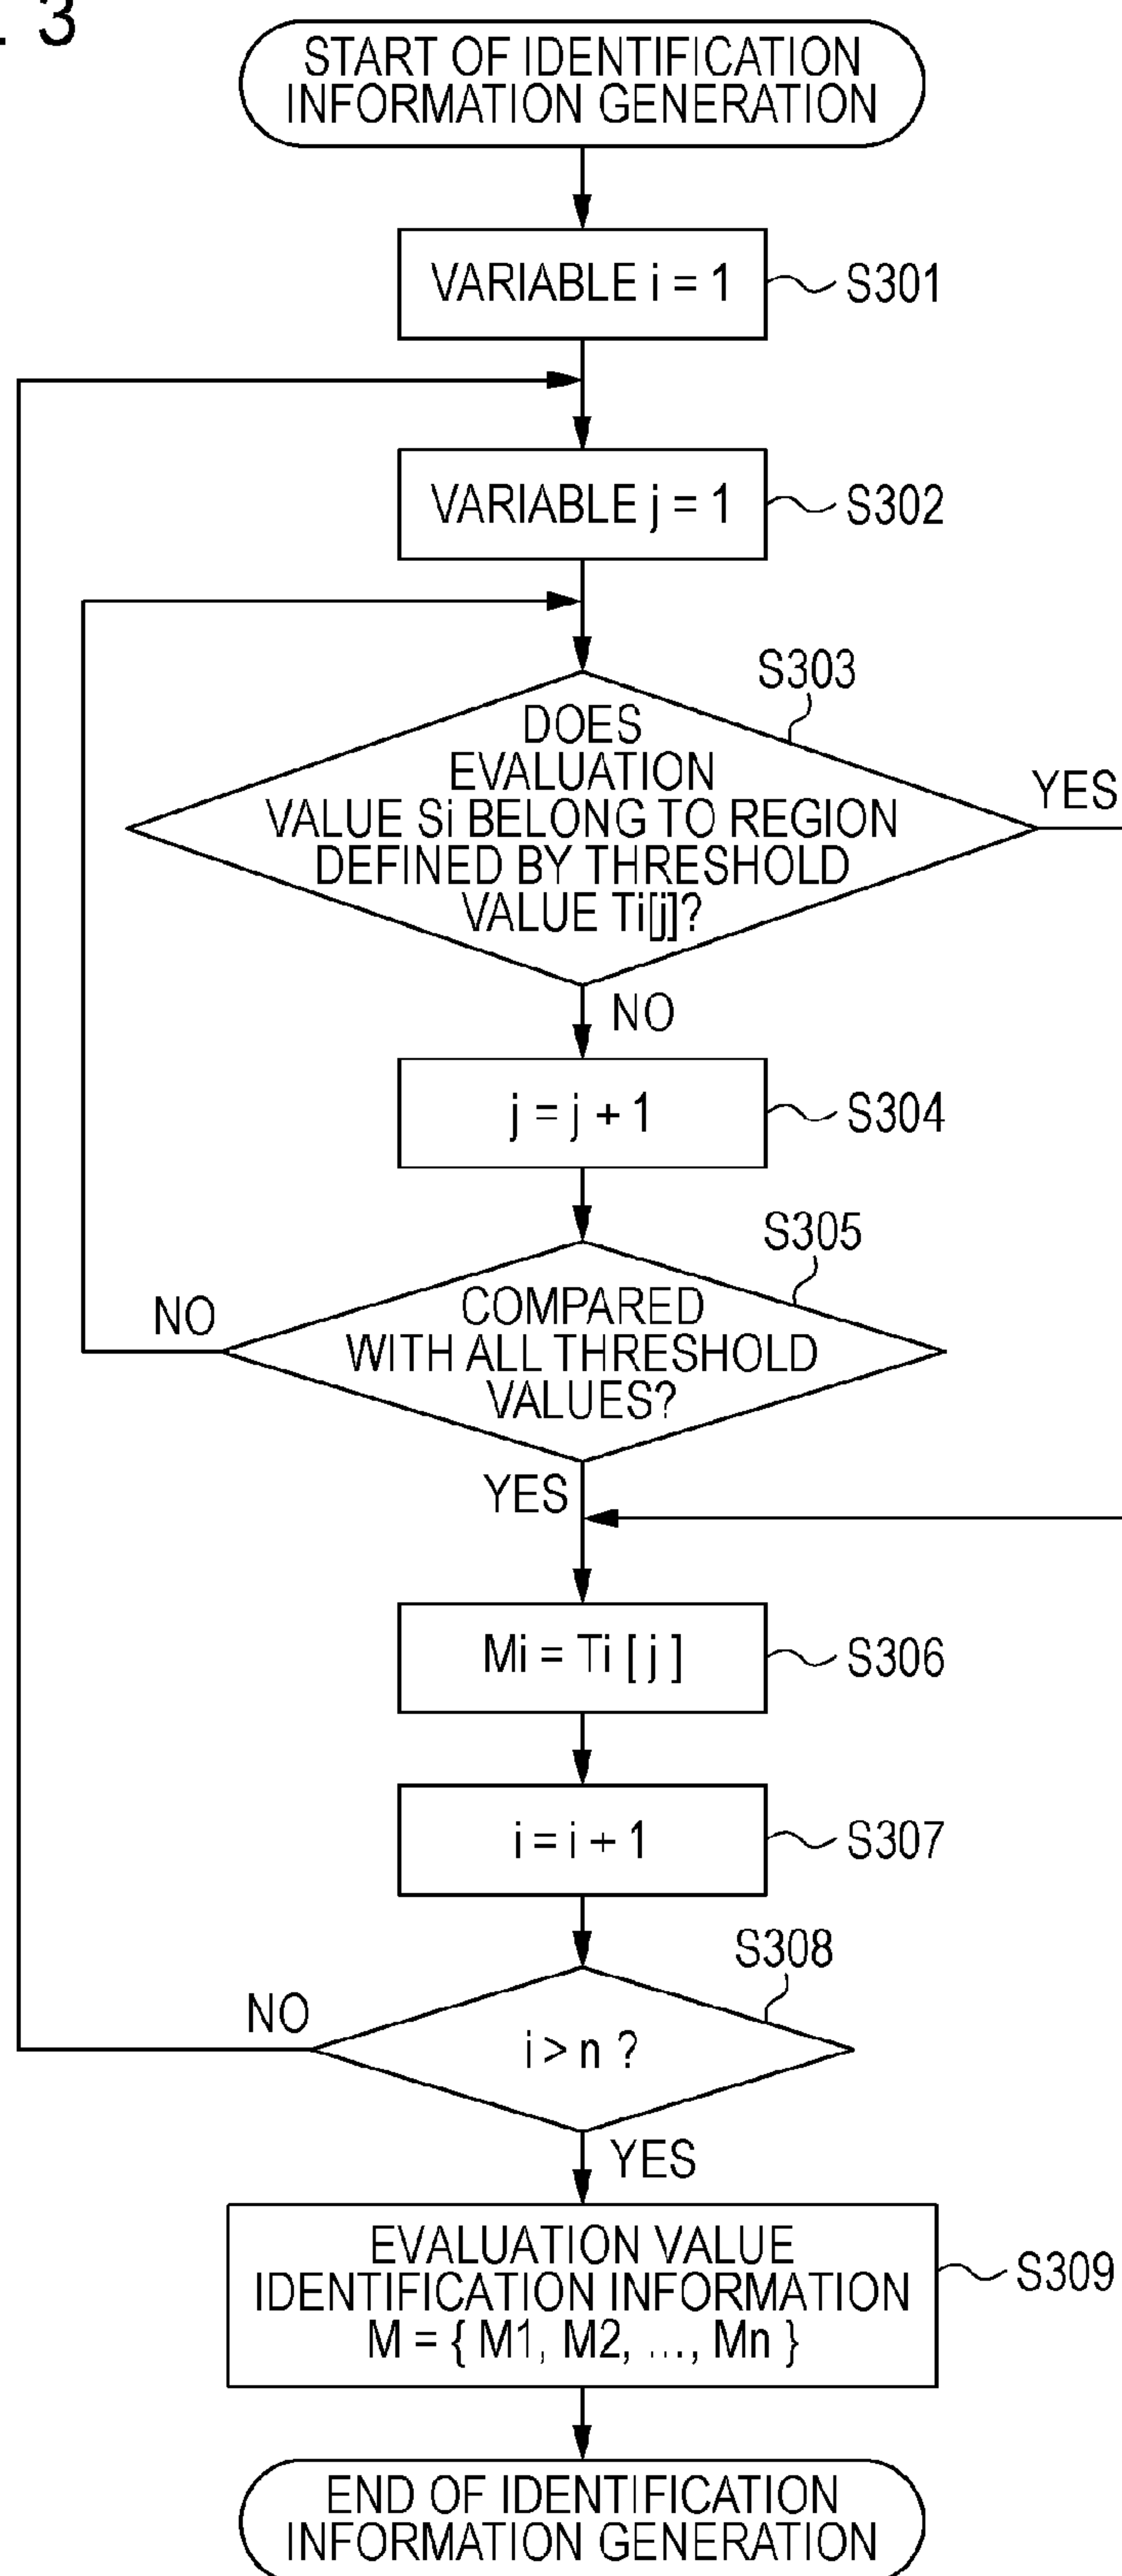 . 3
START OF IDENTIFICATION
INFORMATION GENERATION
VARIABLE i = 1
S301
VARIABLE j = 1
S302
S303
DOES
EVALUATION
VALUE Si BELONG TO REGION
DEFINED BY THRESHOLD
VALUE Ti[j]?
YES
NO
j = j + 1
S304
S305
COMPARED
WITH ALL THRESHOLD
VALUES?
NO
YES
Mi = Ti [ j ]
S306
i = i + 1
S307
S308
i > n ?
NO
YES
EVALUATION VALUE
IDENTIFICATION INFORMATION
M = { M1, M2, ..., Mn }
S309
END OF IDENTIFICATION
INFORMATION GENERATION